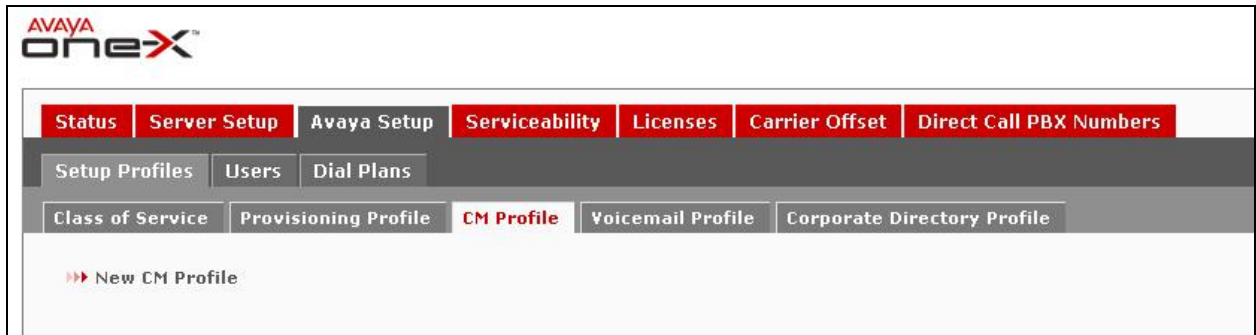 AVAYA
one-X™
Status Server Setup Avaya Setup Serviceability Licenses Carrier Offset Direct Call PBX Numbers
Setup Profiles Users Dial Plans
Class of Service Provisioning Profile CM Profile Voicemail Profile Corporate Directory Profile
New CM Profile